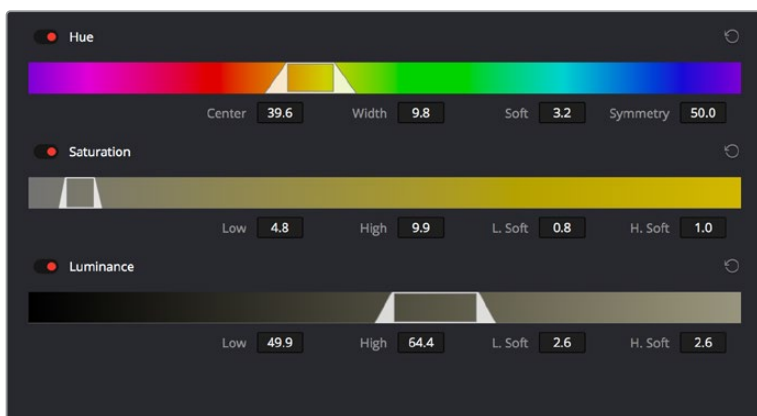 Hue
Center 39.6 Width 9.8 Soft 3.2 Symmetry 50.0
Saturation
Low 4.8 High 9.9 L. Soft 0.8 H. Soft 1.0
Luminance
Low 49.9 High 64.4 L. Soft 2.6 H. Soft 2.6